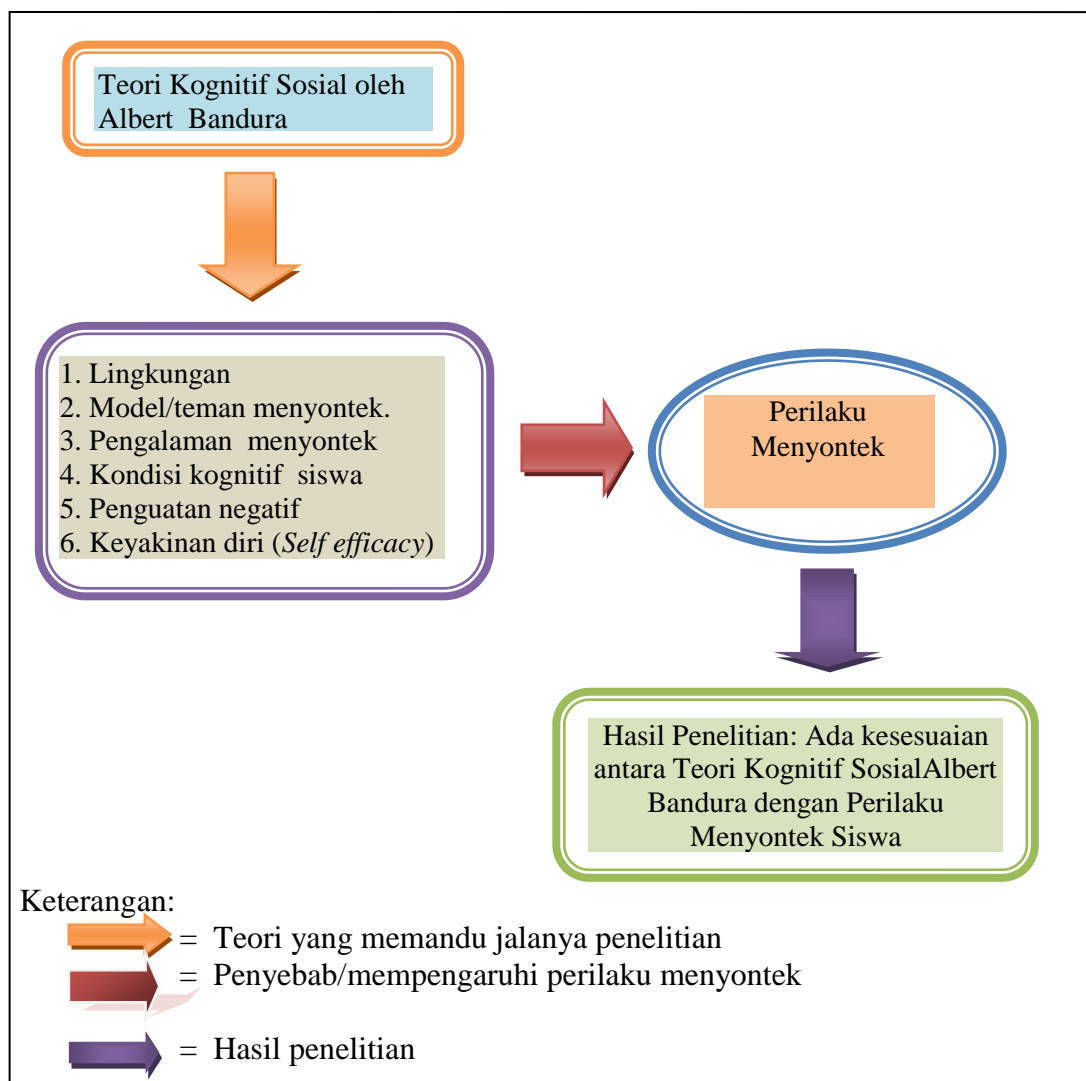 Teori Kognitif Sosial oleh
Albert Bandura
1. Lingkungan
2. Model/teman menyontek.
3. Pengalaman menyontek
4. Kondisi kognitif siswa
5. Penguatan negatif
6. Keyakinan diri (Self efficacy)
Perilaku
Menyontek
Hasil Penelitian: Ada kesesuaian
antara Teori Kognitif SosialAlbert
Bandura dengan Perilaku
Menyontek Siswa
Keterangan:
= Teori yang memandu jalanya penelitian
= Penyebab/mempengaruhi perilaku menyontek
= Hasil penelitian